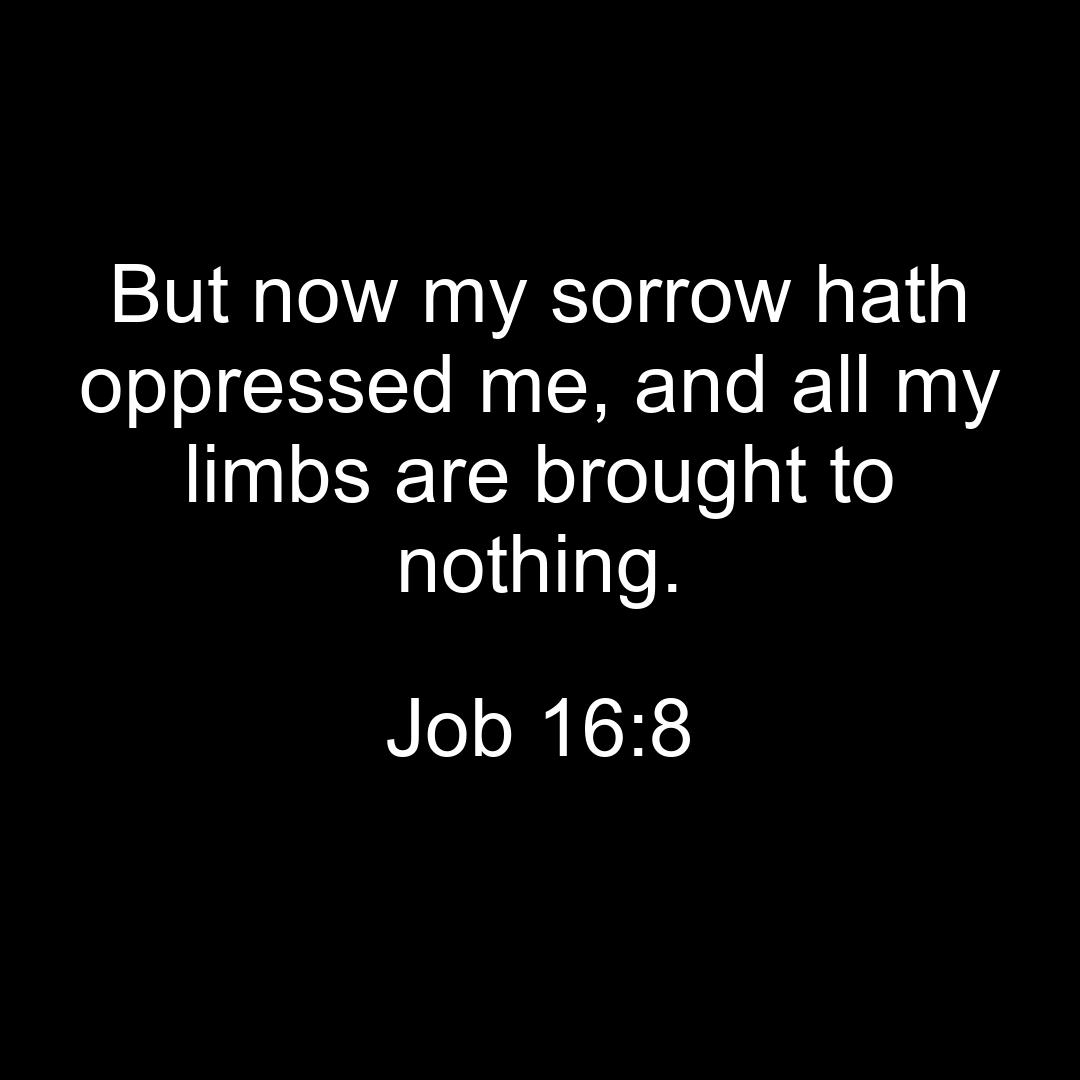 But now my sorrow hath
oppressed me, and all my
limbs are brought to
nothing.
Job 16:8